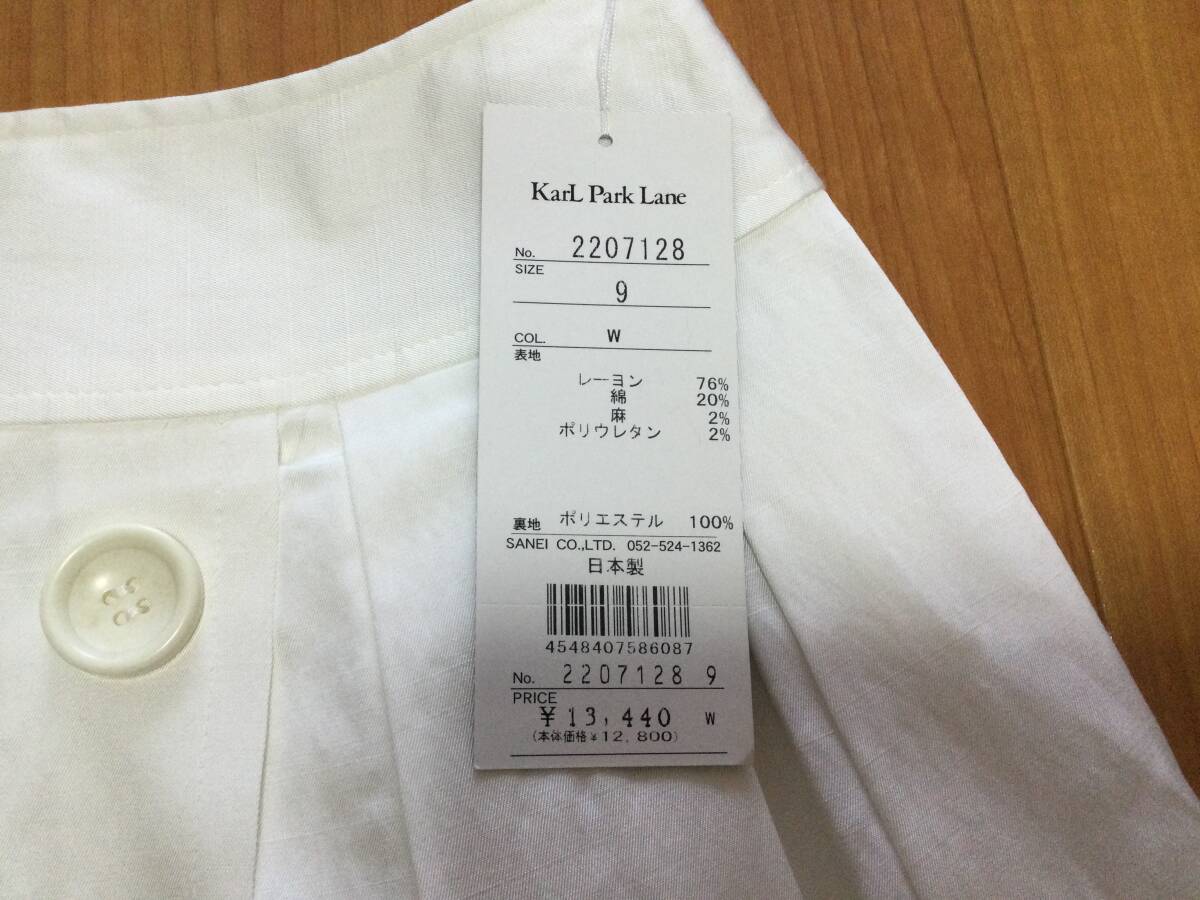 KarL Park Lane
No. 2207128
SIZE
9
COL. W
表地
レーヨン 76%
綿 20%
麻 2%
ポリウレタン 2%
裏地 ポリエステル 100%
SANEI CO.,LTD. 052-524-1362
日本製
4548407586087
No. 2207128 9
PRICE
¥13,440 W
(本体価格¥12,800)